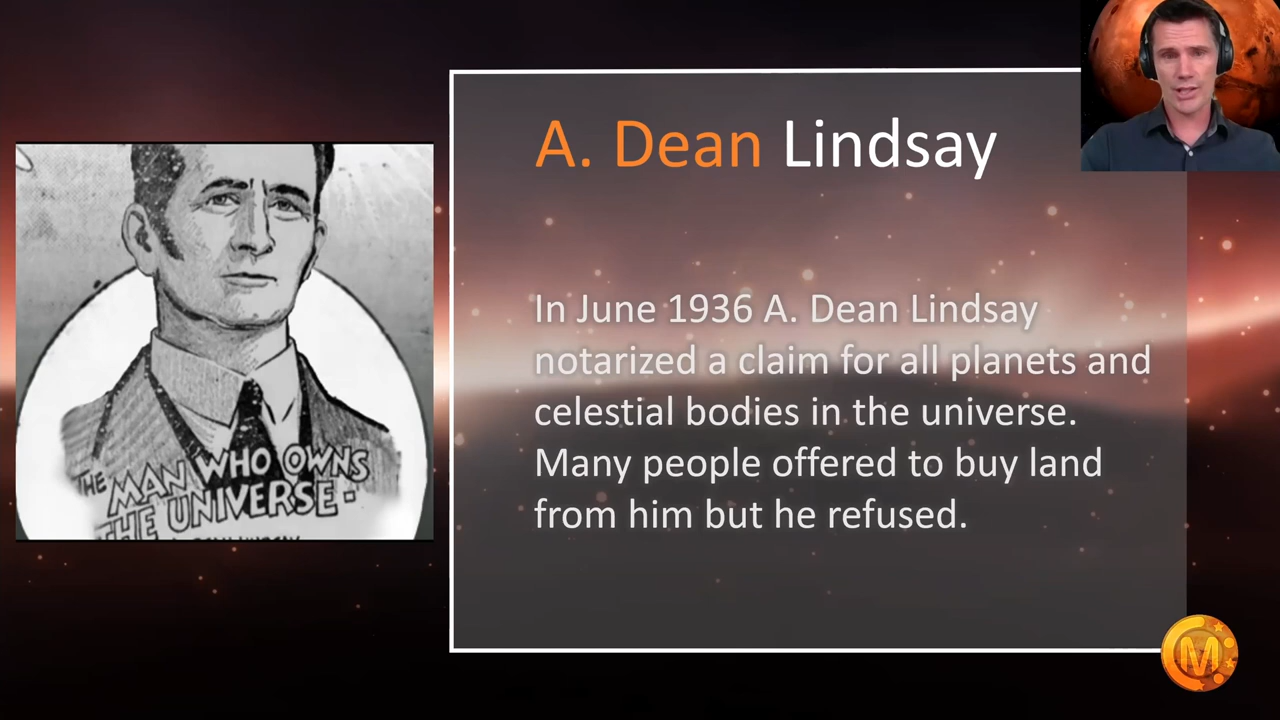 A. Dean Lindsay
In June 1936 A. Dean Lindsay
notarized a claim for all planets and
celestial bodies in the universe.
Many people offered to buy land
from him but he refused.
THE MAN WHO OWNS
THE UNIVERSE-
M